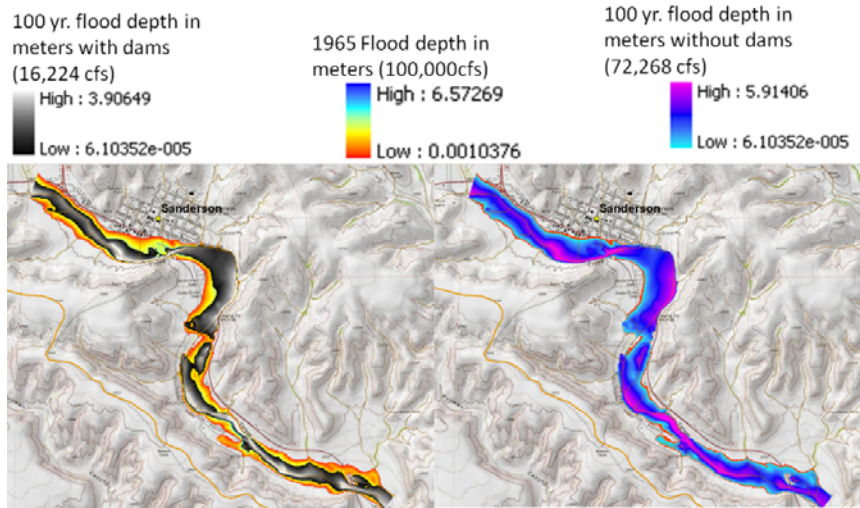 100 yr. flood depth in
meters with dams
(16,224 cfs)
High : 3.90649
Low : 6.10352e-005
1965 Flood depth in
meters (100,000cfs)
High : 6.57269
Low : 0.0010376
100 yr. flood depth in
meters without dams
(72,268 cfs)
High : 5.91406
Low : 6.10352e-005
Sanderson
Sanderson